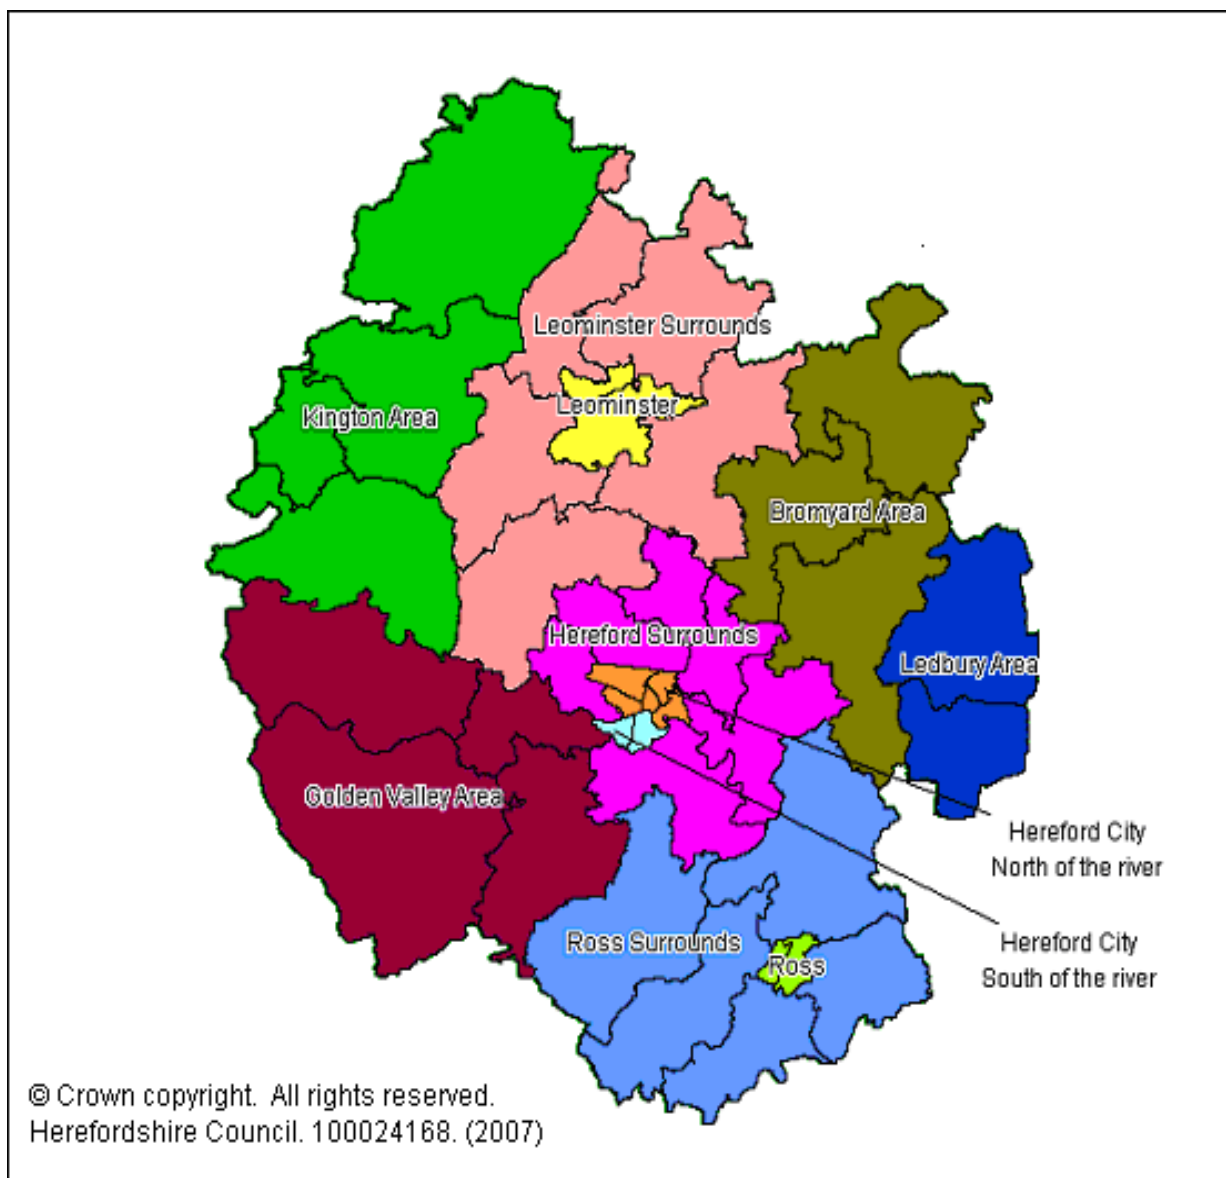 Leominster Surrounds
Leominster
Kington Area
Bromyard Area
Hereford Surrounds
Ledbury Area
Golden Valley Area
Hereford City
North of the river
Ross Surrounds
Ross
Hereford City
South of the river
© Crown copyright. All rights reserved.
Herefordshire Council. 100024168. (2007)